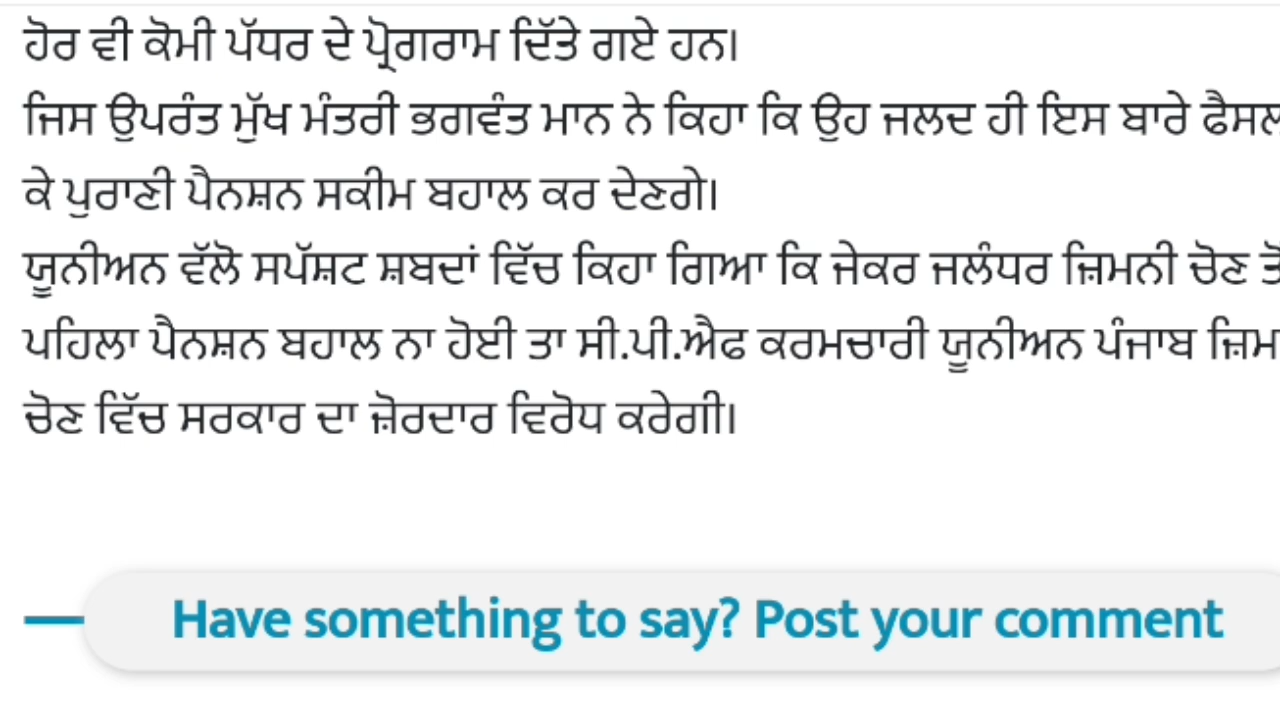 ਹੋਰ ਵੀ ਕੋਮੀ ਪੱਧਰ ਦੇ ਪ੍ਰੋਗਰਾਮ ਦਿੱਤੇ ਗਏ ਹਨ।
ਜਿਸ ਉਪਰੰਤ ਮੁੱਖ ਮੰਤਰੀ ਭਗਵੰਤ ਮਾਨ ਨੇ ਕਿਹਾ ਕਿ ਉਹ ਜਲਦ ਹੀ ਇਸ ਬਾਰੇ
ਕੇ ਪੁਰਾਣੀ ਪੈਨਸ਼ਨ ਸਕੀਮ ਬਹਾਲ ਕਰ ਦੇਣਗੇ।
ਯੂਨੀਅਨ ਵੱਲੋ ਸਪੱਸ਼ਟ ਸ਼ਬਦਾਂ ਵਿੱਚ ਕਿਹਾ ਗਿਆ ਕਿ ਜੇਕਰ ਜਲੰਧਰ ਜ਼ਿਮਨੀ ਚੋਣ
ਪਹਿਲਾ ਪੈਨਸ਼ਨ ਬਹਾਲ ਨਾ ਹੋਈ ਤਾ ਸੀ.ਪੀ.ਐਫ ਕਰਮਚਾਰੀ ਯੂਨੀਅਨ ਪੰਜਾਬ
ਚੋਣ ਵਿੱਚ ਸਰਕਾਰ ਦਾ ਜ਼ੋਰਦਾਰ ਵਿਰੋਧ ਕਰੇਗੀ।
Have something to say? Post your comment